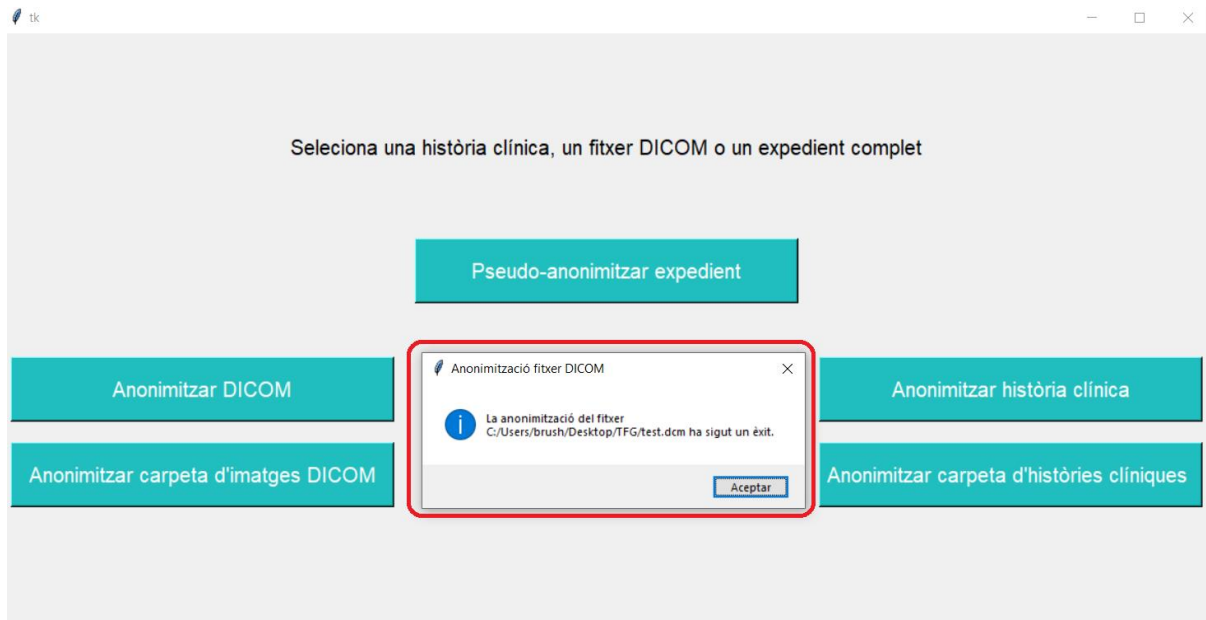 tk
Seleciona una història clínica, un fitxer DICOM o un expedient complet
Pseudo-anonimitzar expedient
Anonimitzar DICOM
Anonimització fitxer DICOM
La anonimització del fitxer
C:/Users/brush/Desktop/TFG/test.dcm ha sigut un èxit.
Aceptar
Anonimitzar història clínica
Anonimitzar carpeta d'imatges DICOM
Anonimitzar carpeta d'històries clíniques